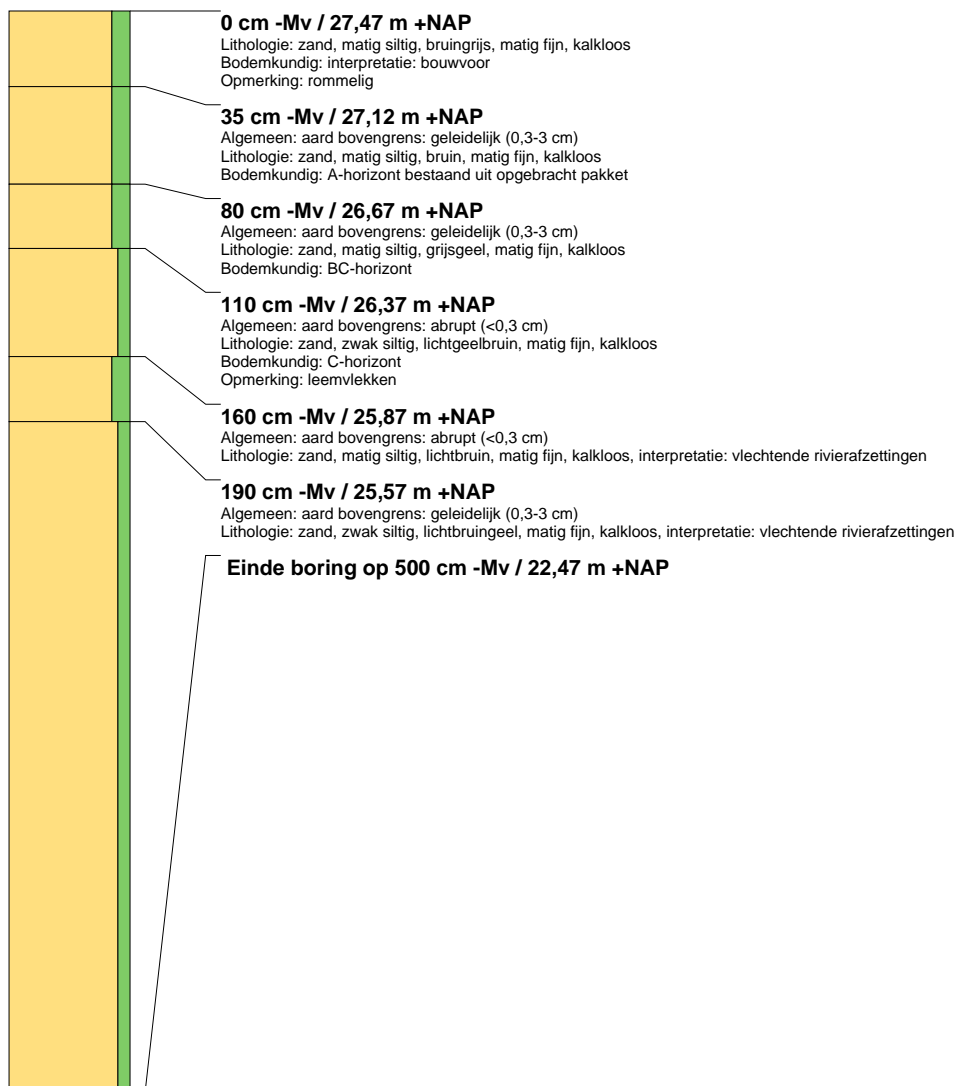 0 cm -Mv / 27,47 m +NAP
Lithologie: zand, matig siltig, bruingrijs, matig fijn, kalkloos
Bodemkundig: interpretatie: bouwvoor
Opmerking: rommelig
35 cm -Mv / 27,12 m +NAP
Algemeen: aard bovengrens: geleidelijk (0,3-3 cm)
Lithologie: zand, matig siltig, bruin, matig fijn, kalkloos
Bodemkundig: A-horizont bestaand uit opgebracht pakket
80 cm -Mv / 26,67 m +NAP
Algemeen: aard bovengrens: geleidelijk (0,3-3 cm)
Lithologie: zand, matig siltig, grijsgeel, matig fijn, kalkloos
Bodemkundig: BC-horizont
110 cm -Mv / 26,37 m +NAP
Algemeen: aard bovengrens: abrupt (<0,3 cm)
Lithologie: zand, zwak siltig, lichtgeelbruin, matig fijn, kalkloos
Bodemkundig: C-horizont
Opmerking: leemvlekken
160 cm -Mv / 25,87 m +NAP
Algemeen: aard bovengrens: abrupt (<0,3 cm)
Lithologie: zand, matig siltig, lichtbruin, matig fijn, kalkloos, interpretatie: vlechtende rivierafzettingen
190 cm -Mv / 25,57 m +NAP
Algemeen: aard bovengrens: geleidelijk (0,3-3 cm)
Lithologie: zand, zwak siltig, lichtbruingeel, matig fijn, kalkloos, interpretatie: vlechtende rivierafzettingen
Einde boring op 500 cm -Mv / 22,47 m +NAP